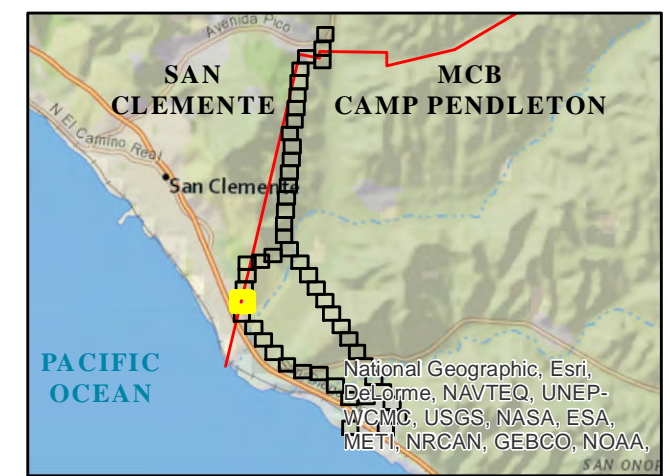 Avenida Pico
SAN
CLEMENTE
MCB
CAMP PENDLETON
N El Camino Real
San Clemente
PACIFIC
OCEAN
National Geographic, Esri,
DeLorme, NAVTEQ, UNEP-
WCMC, USGS, NASA, ESA,
METI, NRCAN, GEBCO, NOAA,
SAN ONOF